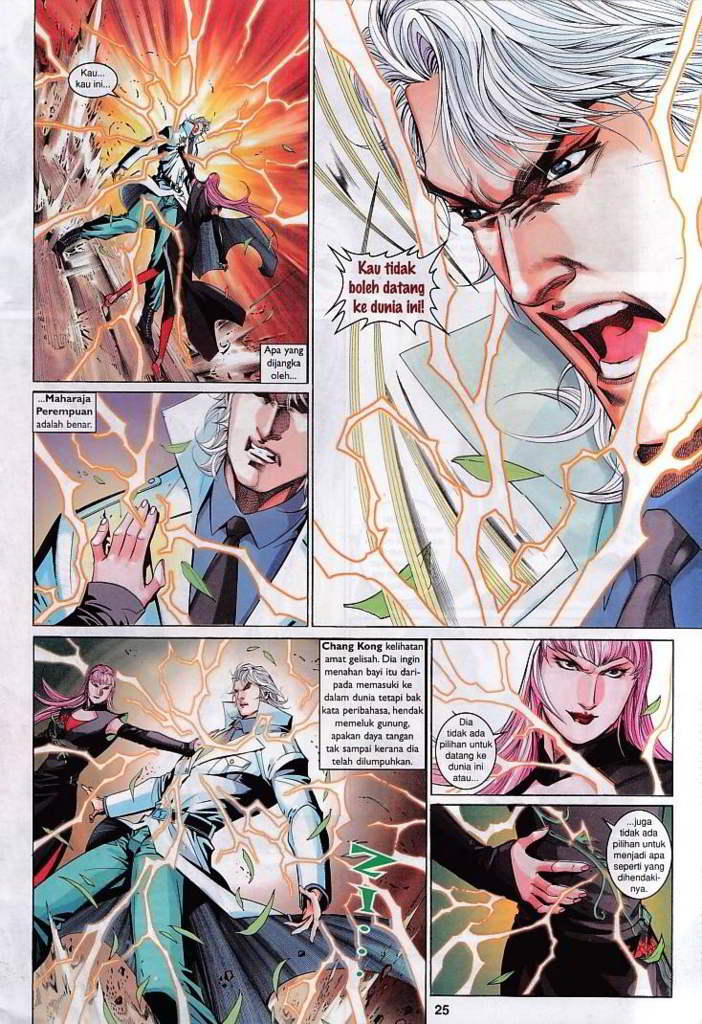 Kau...
kau ini...
Apa yang
dijangka
oleh...
Kau tidak
boleh datang
ke dunia ini!
...Maharaja
Perempuan
adalah benar.
Chang Kong kelihatan
amat gelisah. Dia ingin
menahan bayi itu dari-
pada memasuki ke
dalam dunia tetapi bak
kata peribahasa, hendak
memeluk gunung,
apakan daya tangan
tak sampai kerana dia
telah dilumpuhkan.
ZI...
Dia
tidak ada
pilihan untuk
datang ke
dunia ini
atau...
...juga
tidak ada
pilihan untuk
menjadi apa
seperti yang
dihendaki-
nya.
25